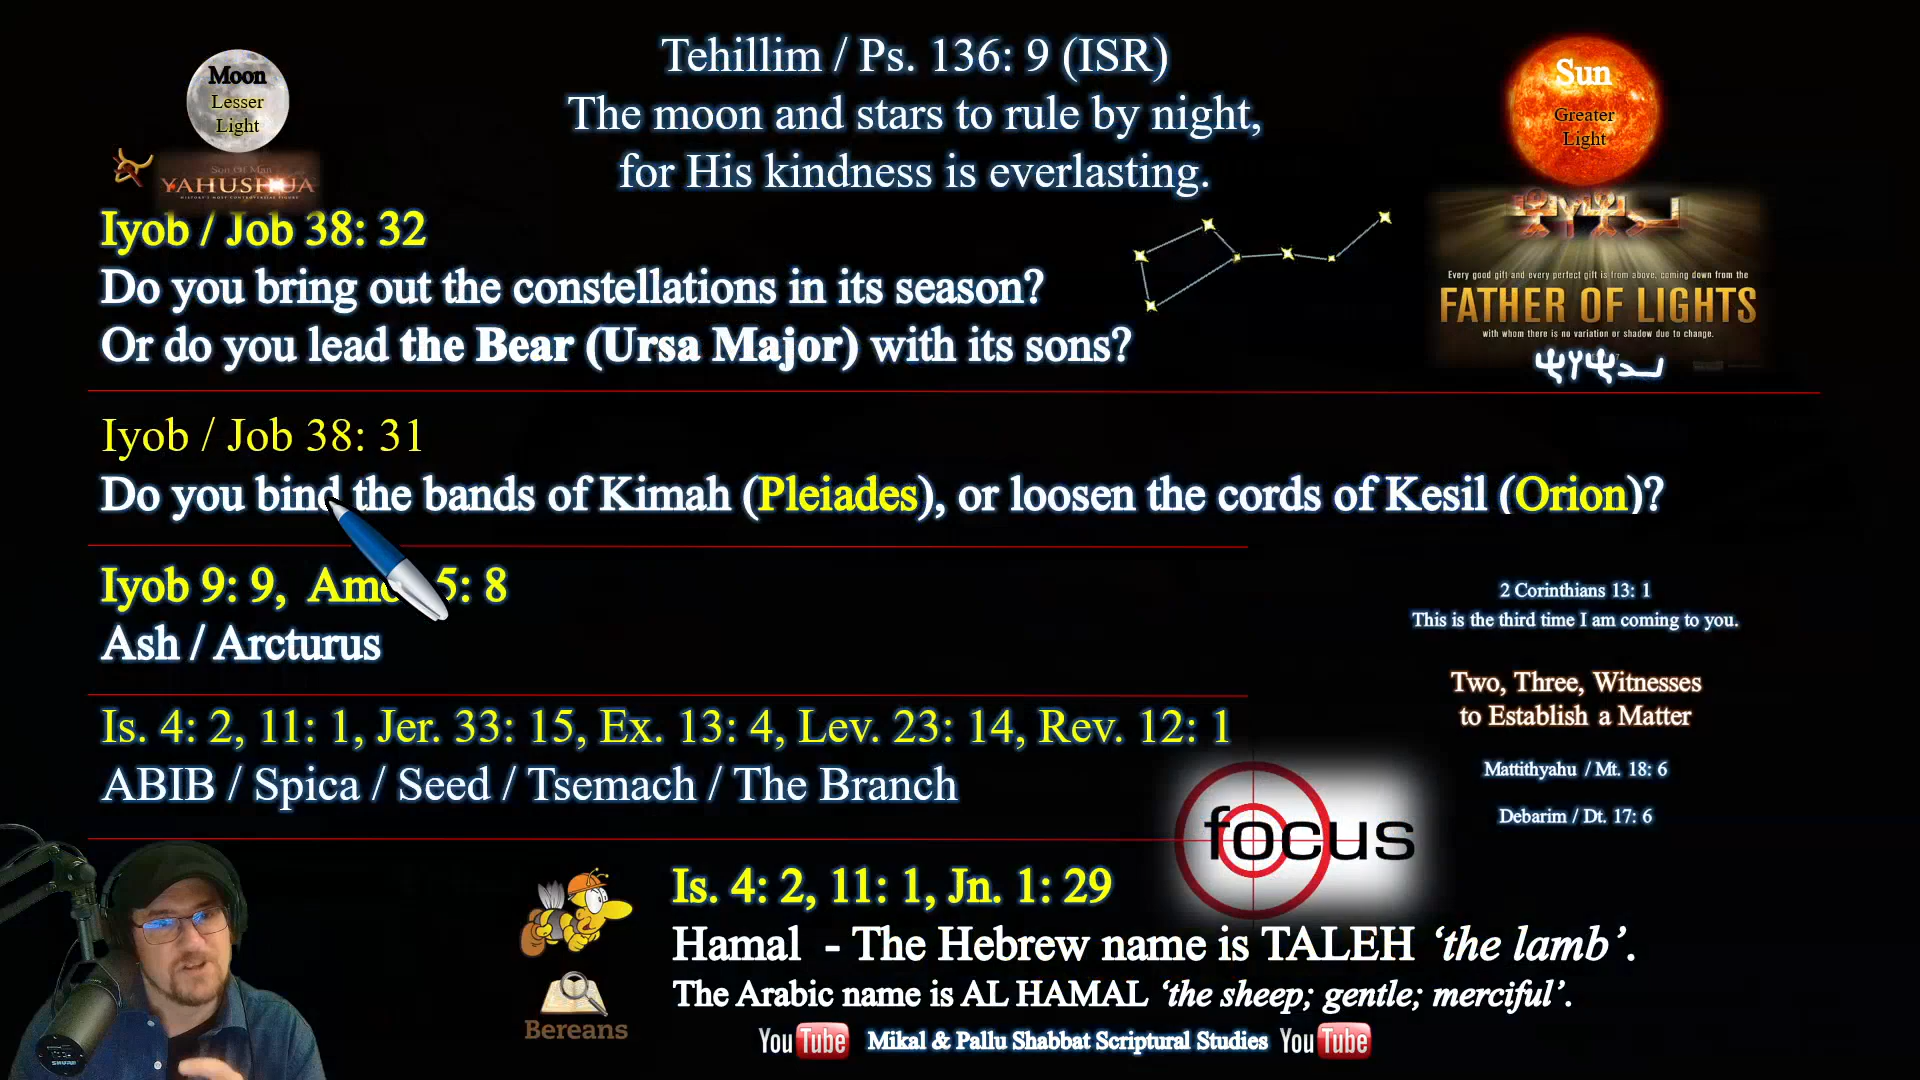 Tehillim / Ps. 136: 9 (ISR)
The moon and stars to rule by night,
for His kindness is everlasting.
Moon
Lesser
Light
Son Of Man
YAHUSHUA
HISTORY'S MOST CONTROVERSIAL FIGURE
Sun
Greater
Light
𐤉𐤄𐤅𐤄
Every good gift and every perfect gift is from above, coming down from the
FATHER OF LIGHTS
with whom there is no variation or shadow due to change.
𐤉𐤄𐤅𐤄
Iyob / Job 38: 32
Do you bring out the constellations in its season?
Or do you lead the Bear (Ursa Major) with its sons?
Iyob / Job 38: 31
Do you bind the bands of Kimah (Pleiades), or loosen the cords of Kesil (Orion)?
Iyob 9: 9, 5: 8
Ash / Arcturus
2 Corinthians 13: 1
This is the third time I am coming to you.
Two, Three, Witnesses
to Establish a Matter
Mattithyahu / Mt. 18: 6
Debarim / Dt. 17: 6
Is. 4: 2, 11: 1, Jer. 33: 15, Ex. 13: 4, Lev. 23: 14, Rev. 12: 1
ABIB / Spica / Seed / Tsemach / The Branch
focus
Is. 4: 2, 11: 1, Jn. 1: 29
Hamal - The Hebrew name is TALEH ‘the lamb’.
The Arabic name is AL HAMAL ‘the sheep; gentle; merciful’.
Bereans
YouTube Mikal & Pallu Shabbat Scriptural Studies YouTube